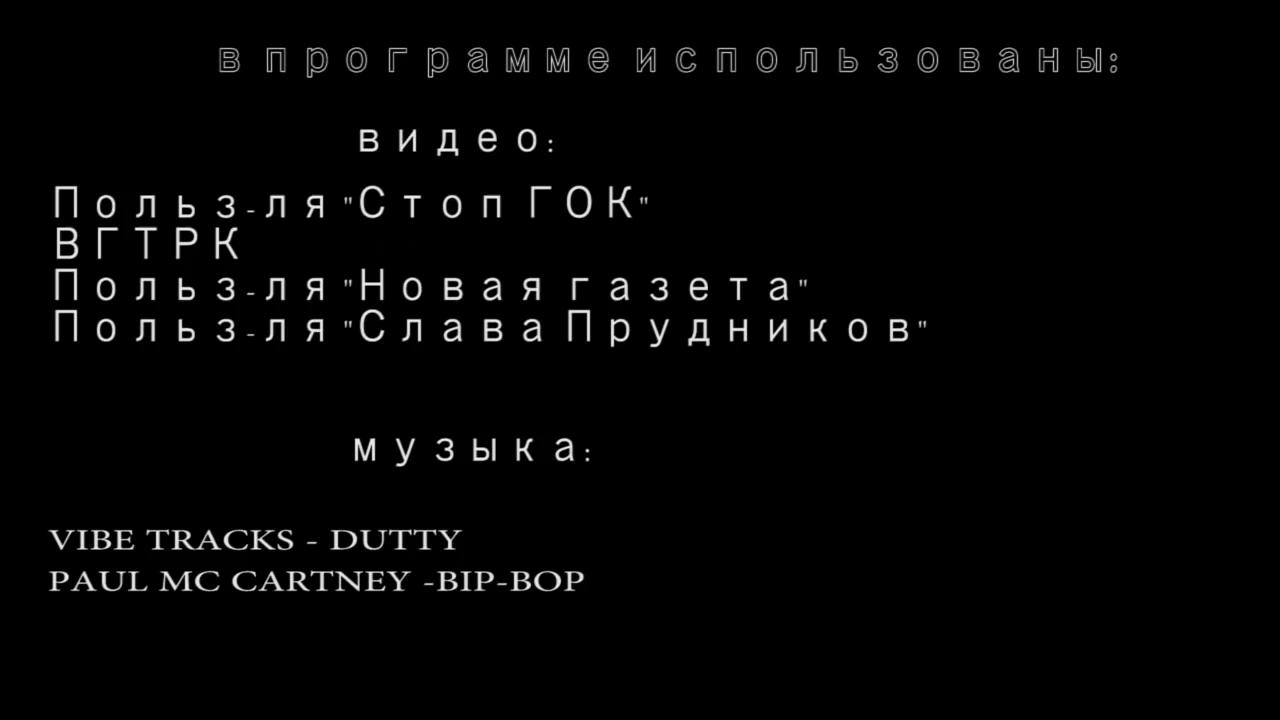 в программе использованы:
видео:
Польз-ля "Стоп ГОК"
ВГТРК
Польз-ля "Новая газета"
Польз-ля "Слава Прудников"
музыка:
VIBE TRACKS - DUTTY
PAUL MC CARTNEY -BIP-BOP